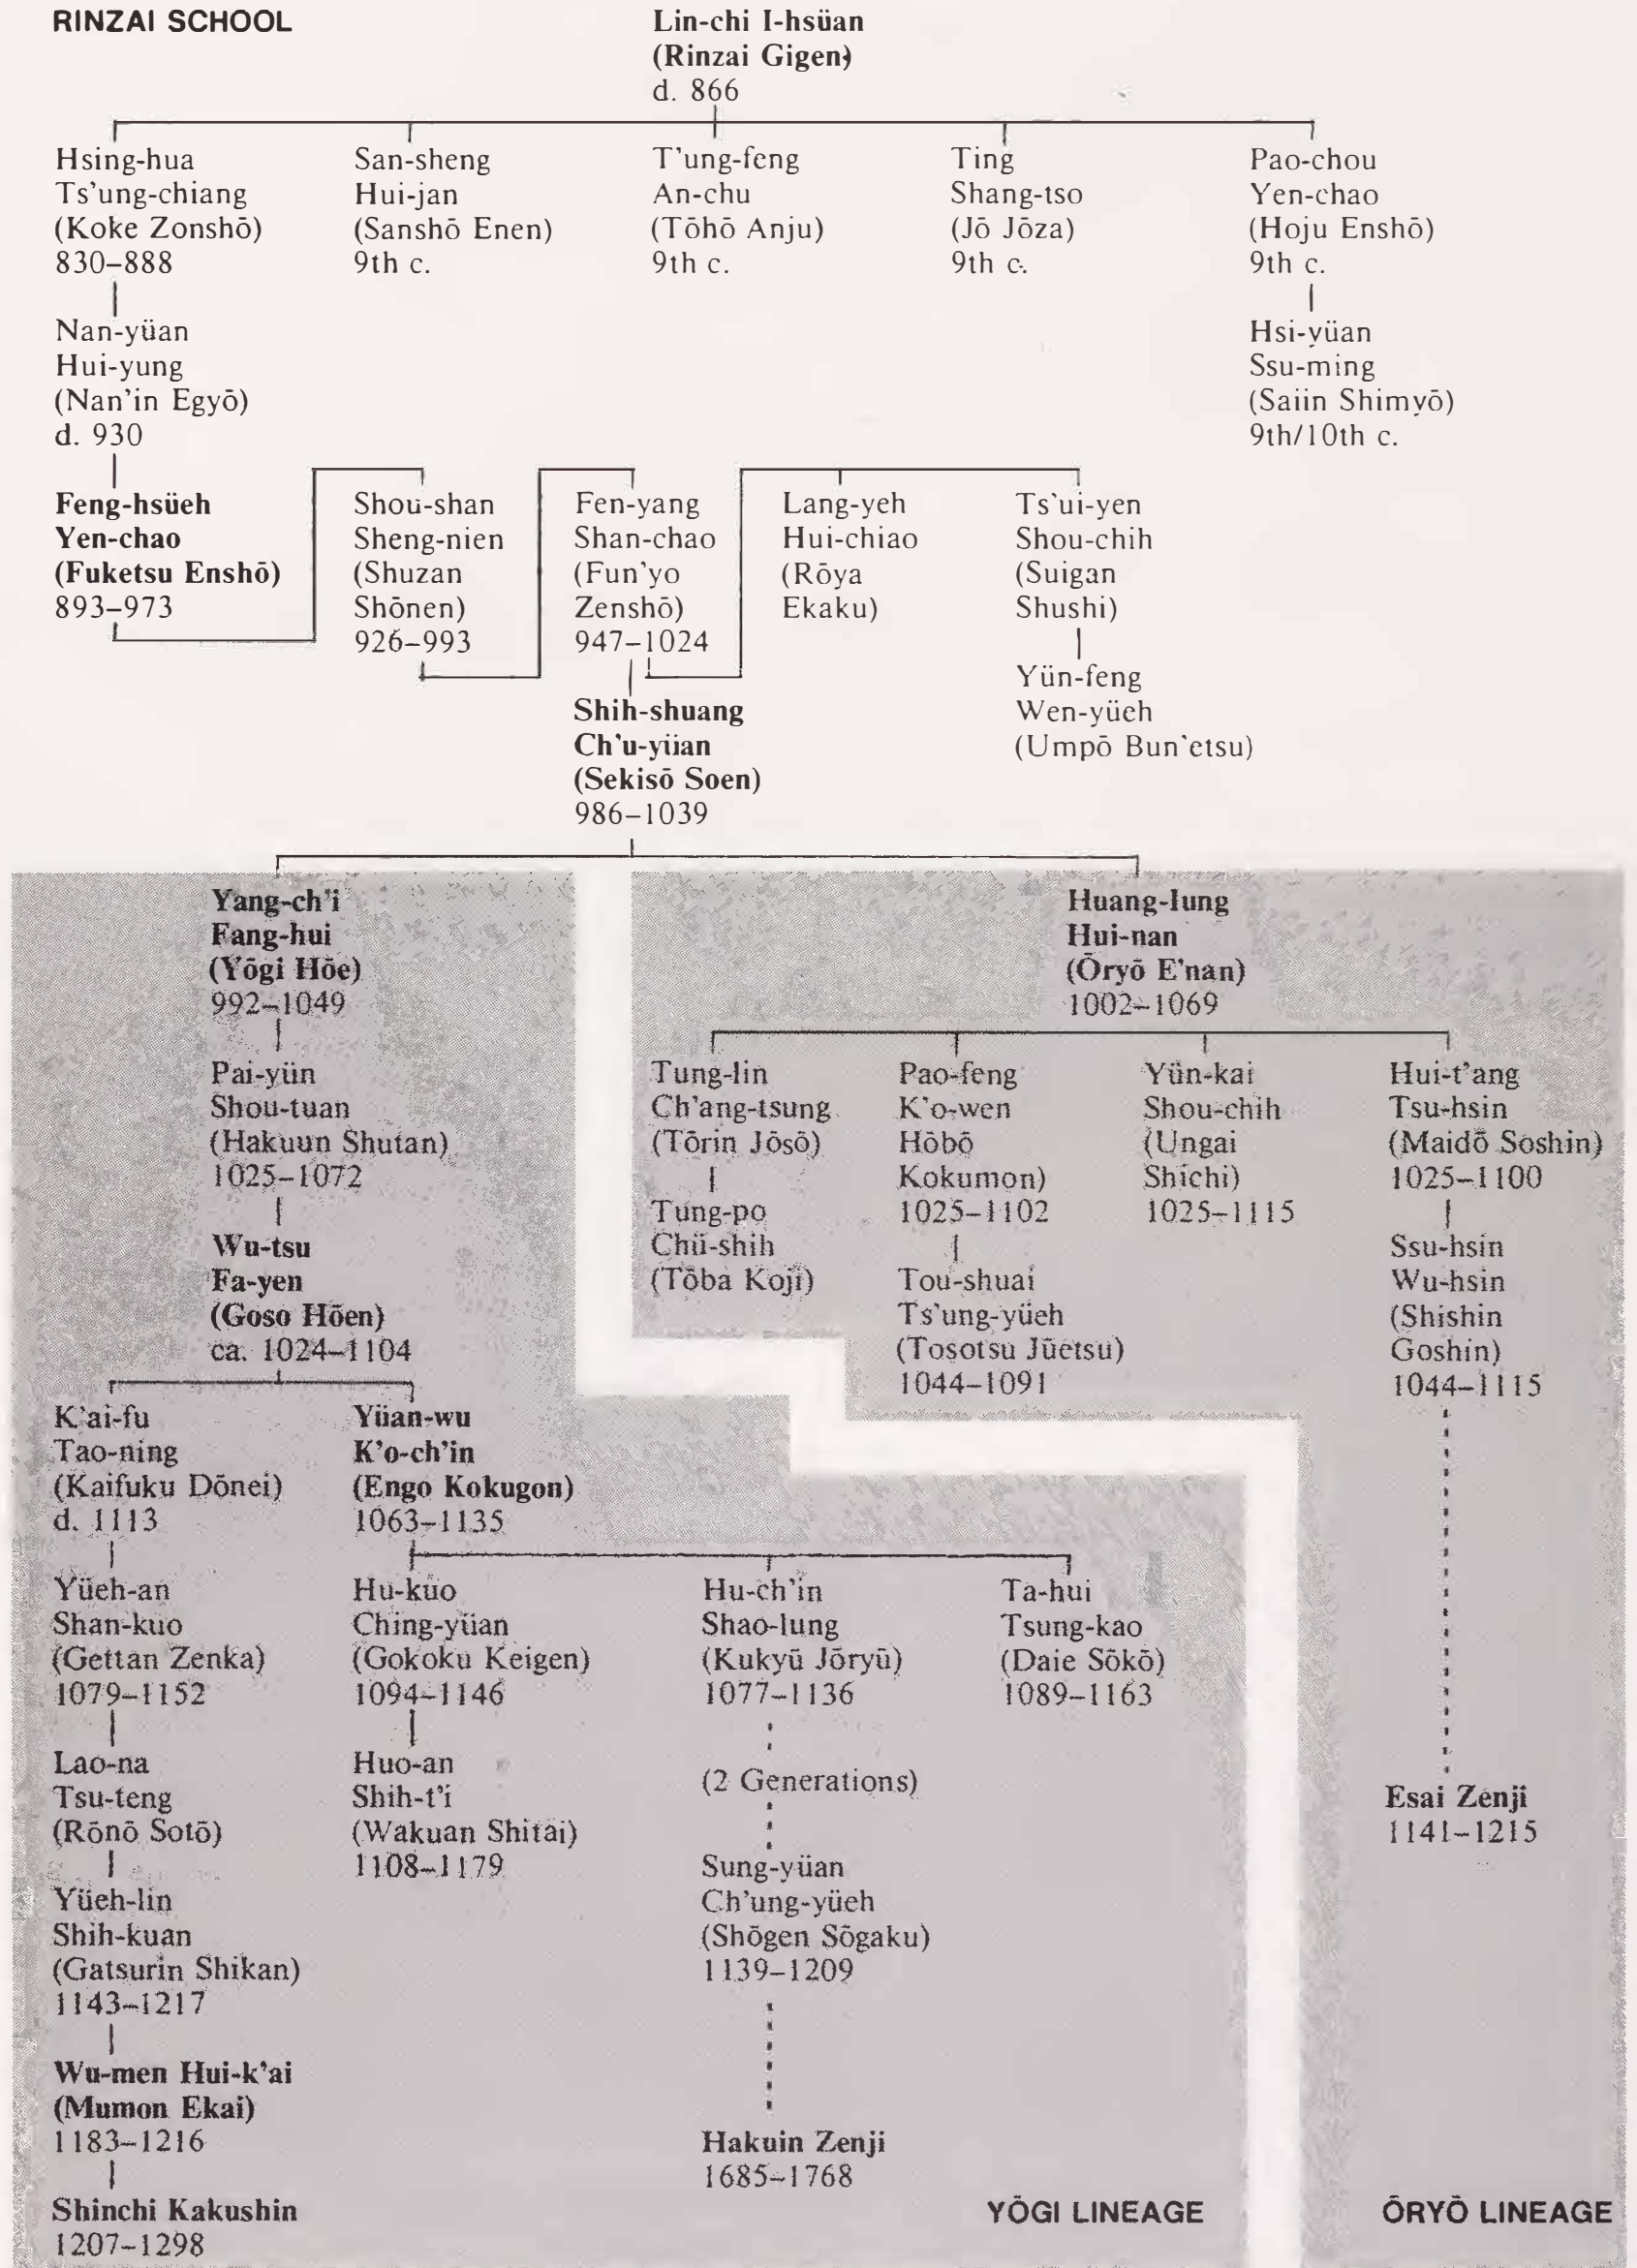 RINZAI SCHOOL
Lin-chi I-hsüan
(Rinzai Gigen)
d. 866
Hsing-hua
Ts'ung-chiang
(Koke Zonshō)
830–888
San-sheng
Hui-jan
(Sanshō Enen)
9th c.
T'ung-feng
An-chu
(Tōhō Anju)
9th c.
Ting
Shang-tso
(Jō Jōza)
9th c.
Pao-chou
Yen-chao
(Hoju Enshō)
9th c.
Nan-yüan
Hui-yung
(Nan'in Egyō)
d. 930
Hsi-yüan
Ssu-ming
(Saiin Shimyō)
9th/10th c.
Feng-hsüeh
Yen-chao
(Fuketsu Enshō)
893–973
Shou-shan
Sheng-nien
(Shuzan
Shōnen)
926–993
Fen-yang
Shan-chao
(Fun'yo
Zenshō)
947–1024
Lang-yeh
Hui-chiao
(Rōya
Ekaku)
Ts'ui-yen
Shou-chih
(Suigan
Shushi)
Yün-feng
Wen-yüeh
(Umpō Bun'etsu)
Shih-shuang
Ch'u-yüan
(Sekisō Soen)
986–1039
Yang-ch'i
Fang-hui
(Yōgi Hōe)
992–1049
Huang-lung
Hui-nan
(Ōryō E'nan)
1002–1069
Pai-yün
Shou-tuan
(Hakuun Shutan)
1025–1072
Tung-lin
Ch'ang-tsung
(Tōrin Jōsō)
Pao-feng
K'o-wen
Hōbō
Kokumon)
1025–1102
Yün-kai
Shou-chih
(Ungai
Shichi)
1025–1115
Hui-t'ang
Tsu-hsin
(Maidō Soshin)
1025–1100
Tung-po
Chü-shih
(Tōba Koji)
Wu-tsu
Fa-yen
(Goso Hōen)
ca. 1024–1104
Tou-shuai
Ts'ung-yüeh
(Tosotsu Jūetsu)
1044–1091
Ssu-hsin
Wu-hsin
(Shishin
Goshin)
1044–1115
K'ai-fu
Tao-ning
(Kaifuku Dōnei)
d. 1113
Yüan-wu
K'o-ch'in
(Engo Kokugon)
1063–1135
Yüeh-an
Shan-kuo
(Gettan Zenka)
1079–1152
Hu-kuo
Ching-yüan
(Gokoku Keigen)
1094–1146
Hu-ch'in
Shao-lung
(Kukyū Jōryū)
1077–1136
Ta-hui
Tsung-kao
(Daie Sōkō)
1089–1163
Lao-na
Tsu-teng
(Rōnō Sotō)
Huo-an
Shih-t'i
(Wakuan Shitai)
1108–1179
(2 Generations)
Esai Zenji
1141–1215
Yüeh-lin
Shih-kuan
(Gatsurin Shikan)
1143–1217
Sung-yüan
Ch'ung-yüeh
(Shōgen Sōgaku)
1139–1209
Wu-men Hui-k'ai
(Mumon Ekai)
1183–1216
Hakuin Zenji
1685–1768
Shinchi Kakushin
1207–1298
YŌGI LINEAGE
ŌRYŌ LINEAGE